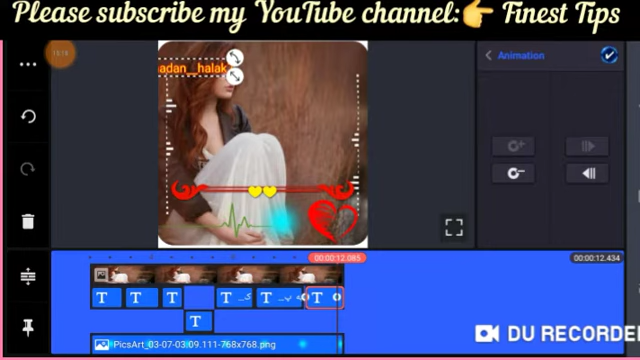 Please subscribe my YouTube channel:👉 Finest Tips
Animation
adan_halak
00:00:12.085
00:00:12.434
T
T
T
T
T
T
T
PicsArt_03-07-03.09.111-768x768.png
DU RECORDER